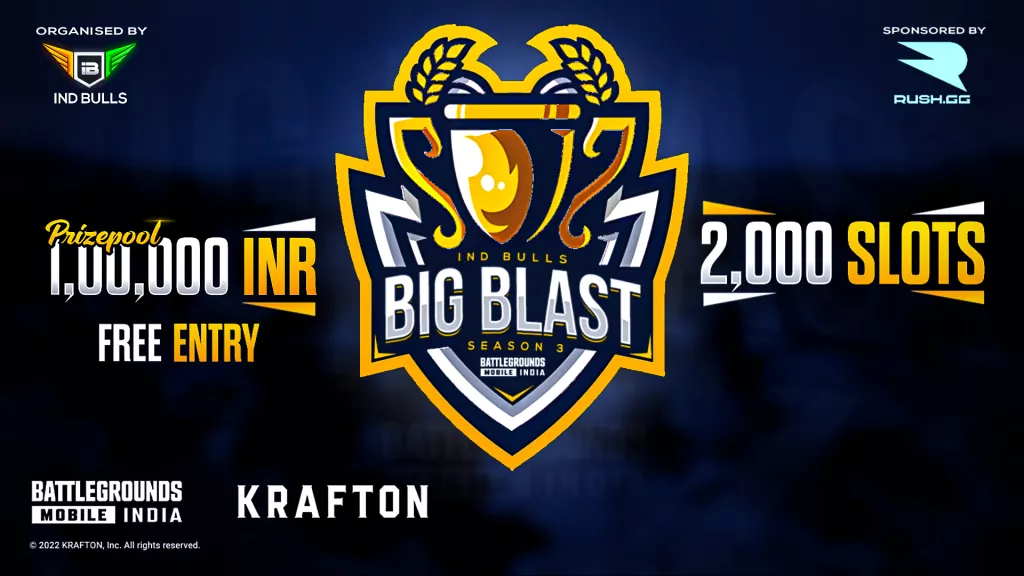 ORGANISED BY
iB
IND BULLS
SPONSORED BY
RUSH.GG
Prizepool
1,00,000 INR
FREE ENTRY
IND BULLS
BIG BLAST
SEASON 3
BATTLEGROUNDS
MOBILE INDIA
2,000 SLOTS
BATTLEGROUNDS
MOBILE INDIA
KRAFTON
© 2022 KRAFTON, Inc. All rights reserved.